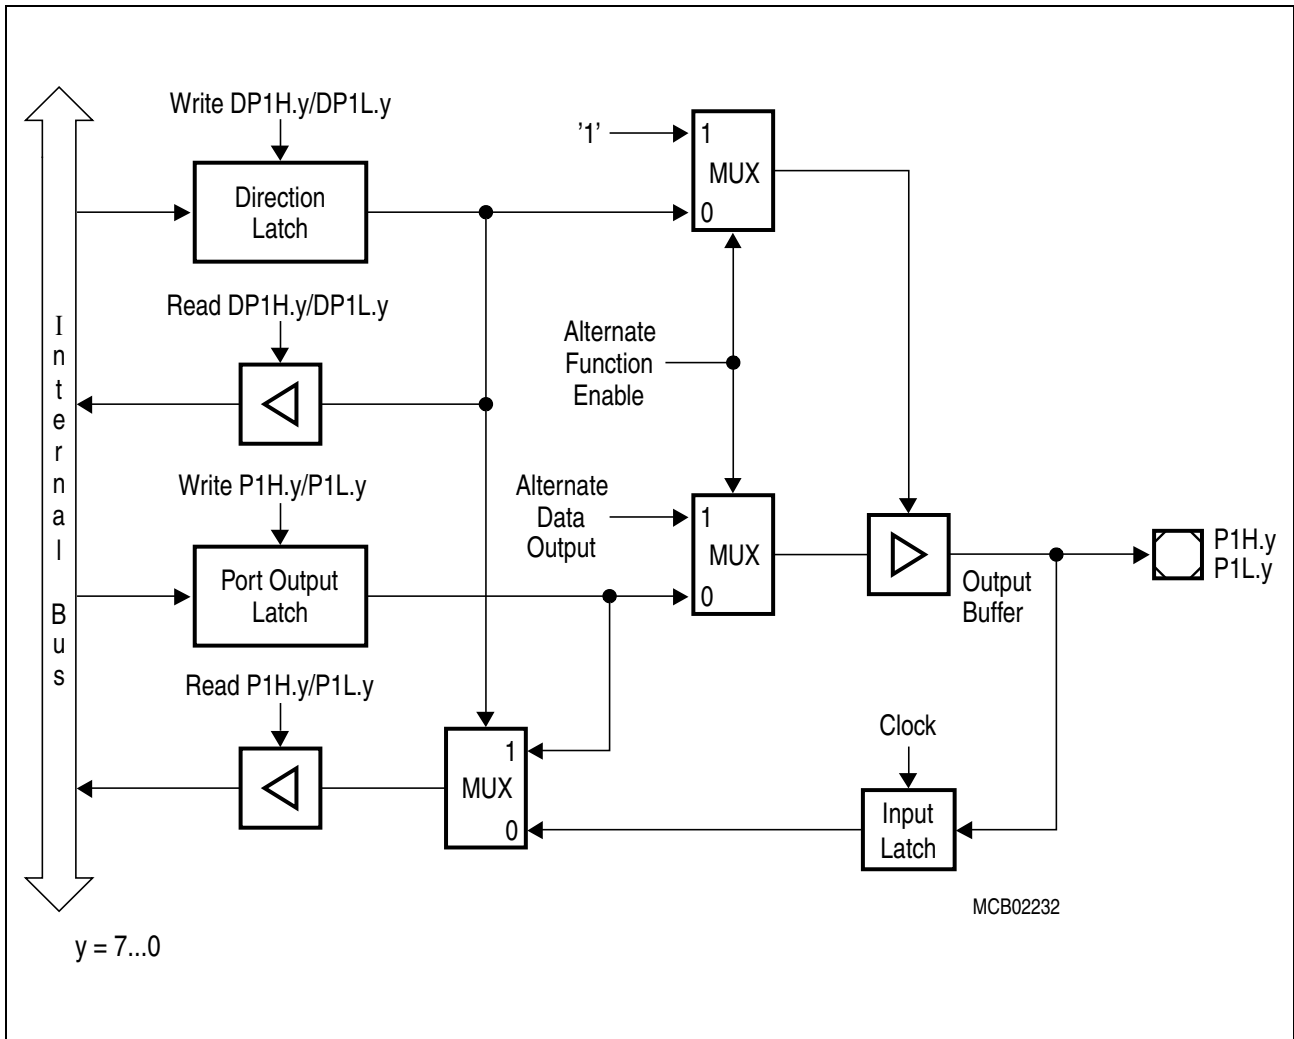 Write DP1H.y/DP1L.y
'1'
1
MUX
0
Direction
Latch
Read DP1H.y/DP1L.y
Alternate
Function
Enable
Internal Bus
Write P1H.y/P1L.y
Alternate
Data
Output
1
MUX
0
Port Output
Latch
Output
Buffer
P1H.y
P1L.y
Read P1H.y/P1L.y
1
MUX
0
Clock
Input
Latch
MCB02232
y = 7...0